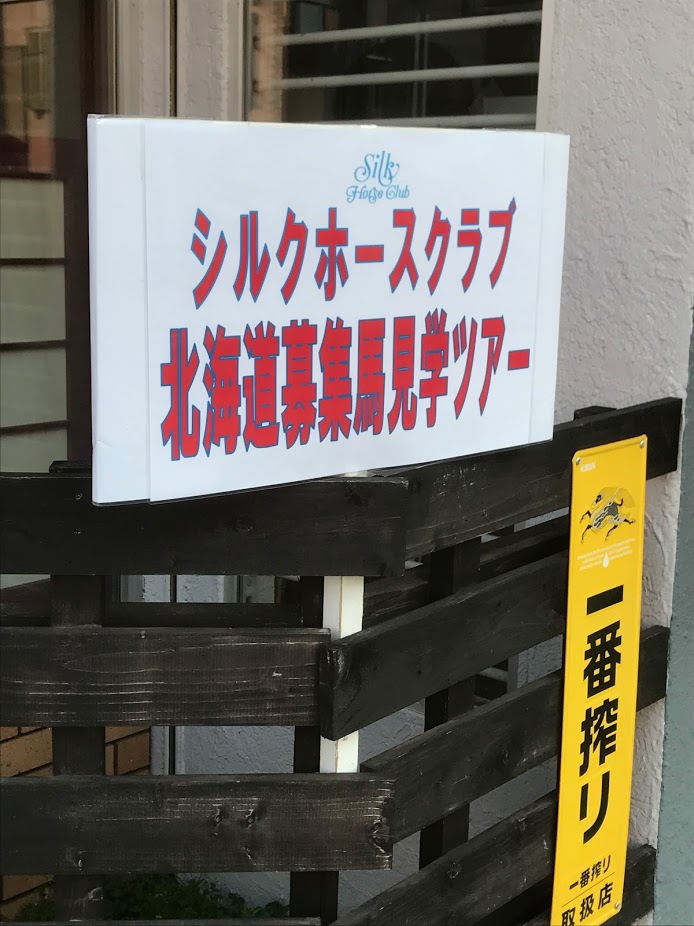 Silk
Horse Club
シルクホースクラブ
北海道募集馬見学ツアー
KIRIN
一番搾り
一番搾り
取扱店